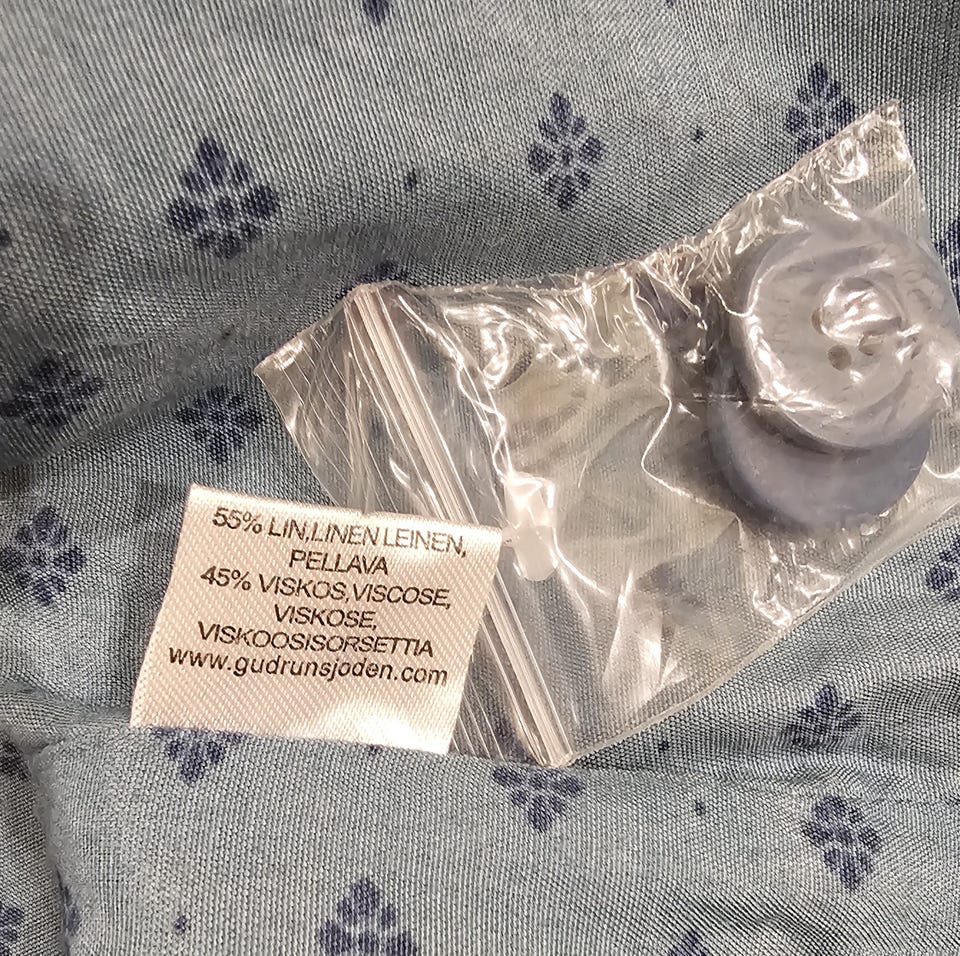 55% LIN,LINEN LEINEN,
PELLAVA
45% VISKOS,VISCOSE,
VISKOSE,
VISKOOSISORSETTIA
www.gudrunsjoden.com